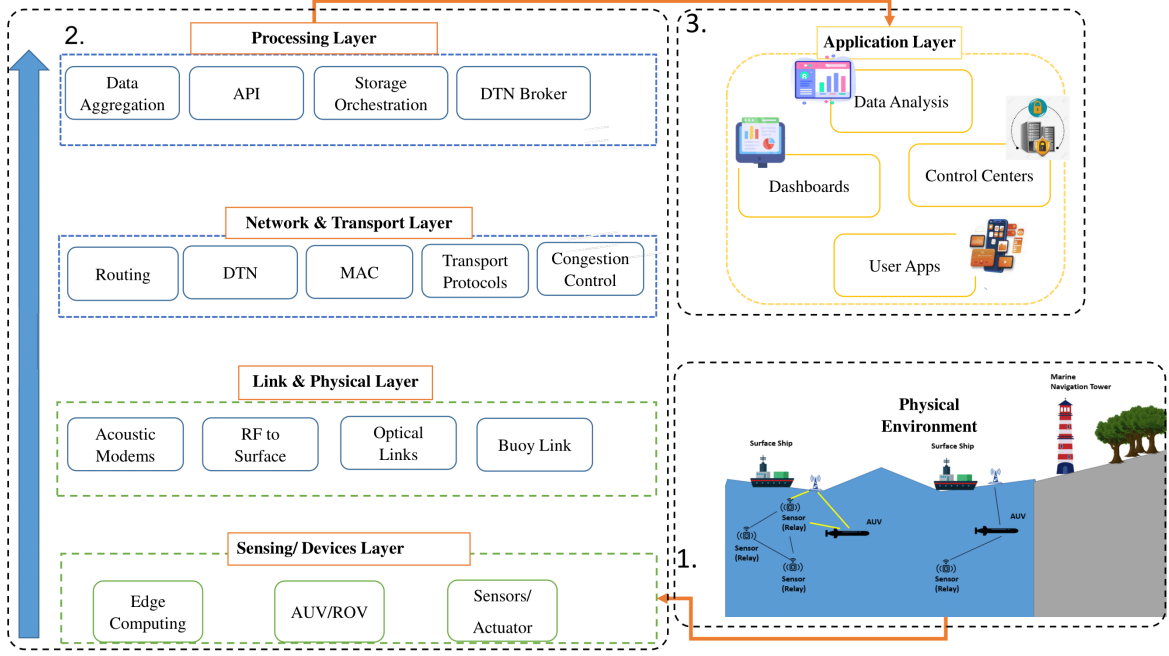 2.
Processing Layer
Data
Aggregation
API
Storage
Orchestration
DTN Broker
Network & Transport Layer
Routing
DTN
MAC
Transport
Protocols
Congestion
Control
Link & Physical Layer
Acoustic
Modems
RF to
Surface
Optical
Links
Buoy Link
Sensing/ Devices Layer
Edge
Computing
AUV/ROV
Sensors/
Actuator
3.
Application Layer
Data Analysis
Dashboards
Control Centers
User Apps
1.
Physical
Environment
Marine
Navigation Tower
Surface Ship
Surface Ship
Sensor
(Relay)
AUV
Sensor
(Relay)
Sensor
(Relay)
AUV
Sensor
(Relay)